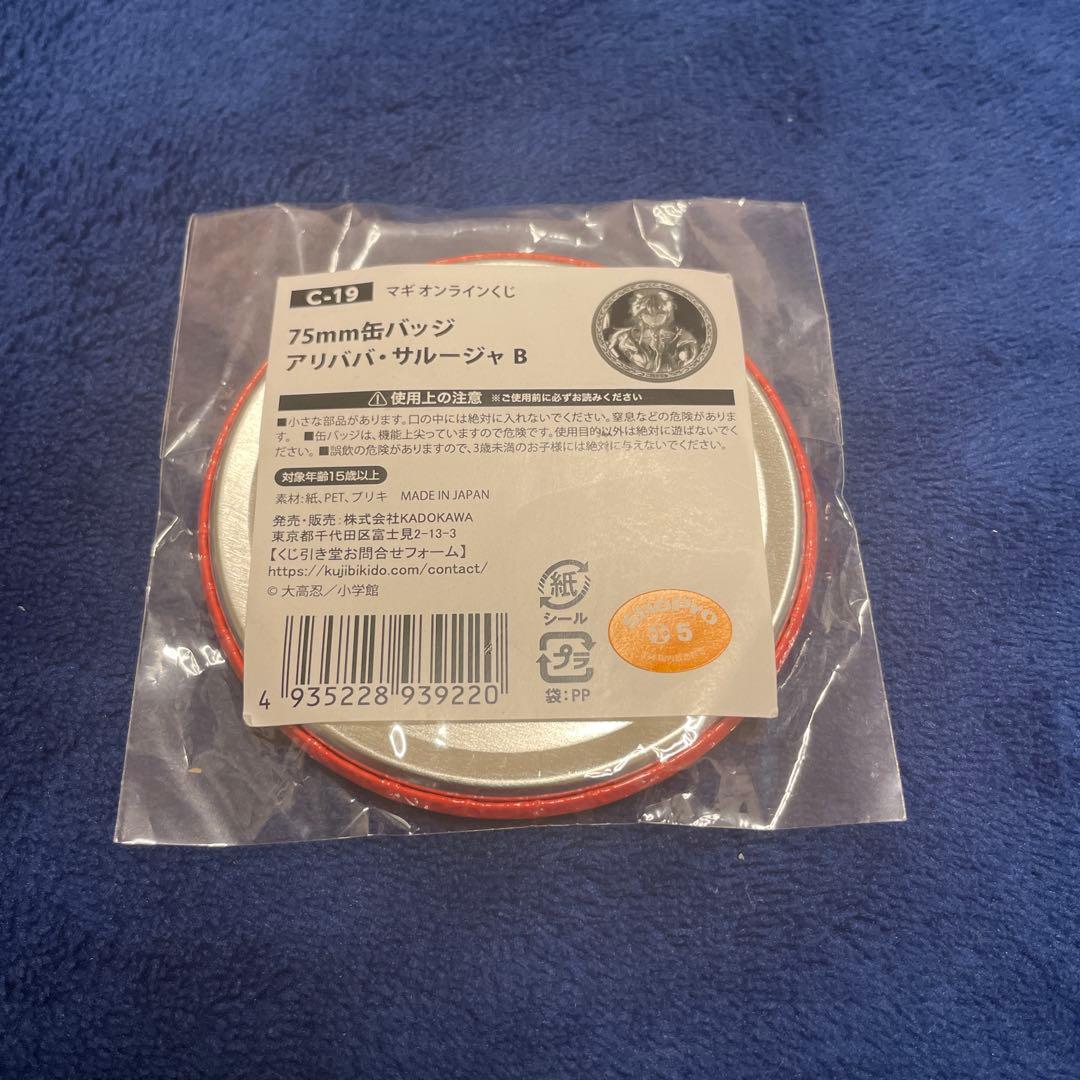 C-19 マギ オンラインくじ
75mm缶バッジ
アリババ・サルージャ B
⚠使用上の注意 ※ご使用前に必ずお読みください
■小さな部品があります。口の中には絶対に入れないでください。窒息などの危険がありま
す。 ■缶バッジは、機能上尖っていますので危険です。使用目的以外は絶対に遊ばないでく
ださい。■誤飲の危険がありますので、3歳未満のお子様には絶対に与えないでください。
対象年齢15歳以上
素材:紙、PET、ブリキ MADE IN JAPAN
発売・販売:株式会社KADOKAWA
東京都千代田区富士見2-13-3
【くじ引き堂お問合せフォーム】
https://kujibikido.com/contact/
© 大高忍/小学館
紙
シール
プラ
袋:PP
ShoPro
5
4 935228 939220